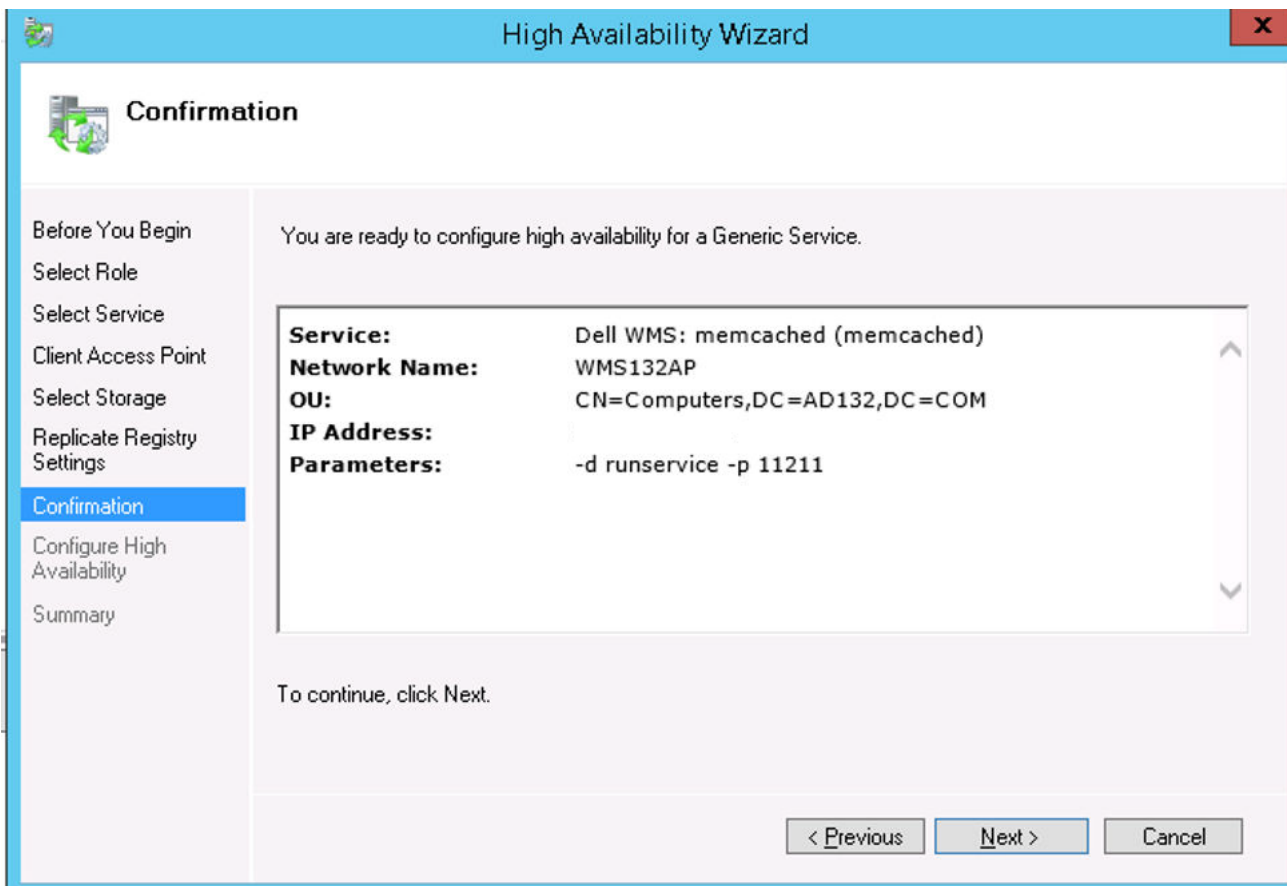 High Availability Wizard
x
Confirmation
Before You Begin
Select Role
Select Service
Client Access Point
Select Storage
Replicate Registry
Settings
Confirmation
Configure High
Availability
Summary
You are ready to configure high availability for a Generic Service.
Service: Dell WMS: memcached (memcached)
Network Name: WMS132AP
OU: CN=Computers,DC=AD132,DC=COM
IP Address:
Parameters: -d runservice -p 11211
To continue, click Next.
< Previous Next > Cancel